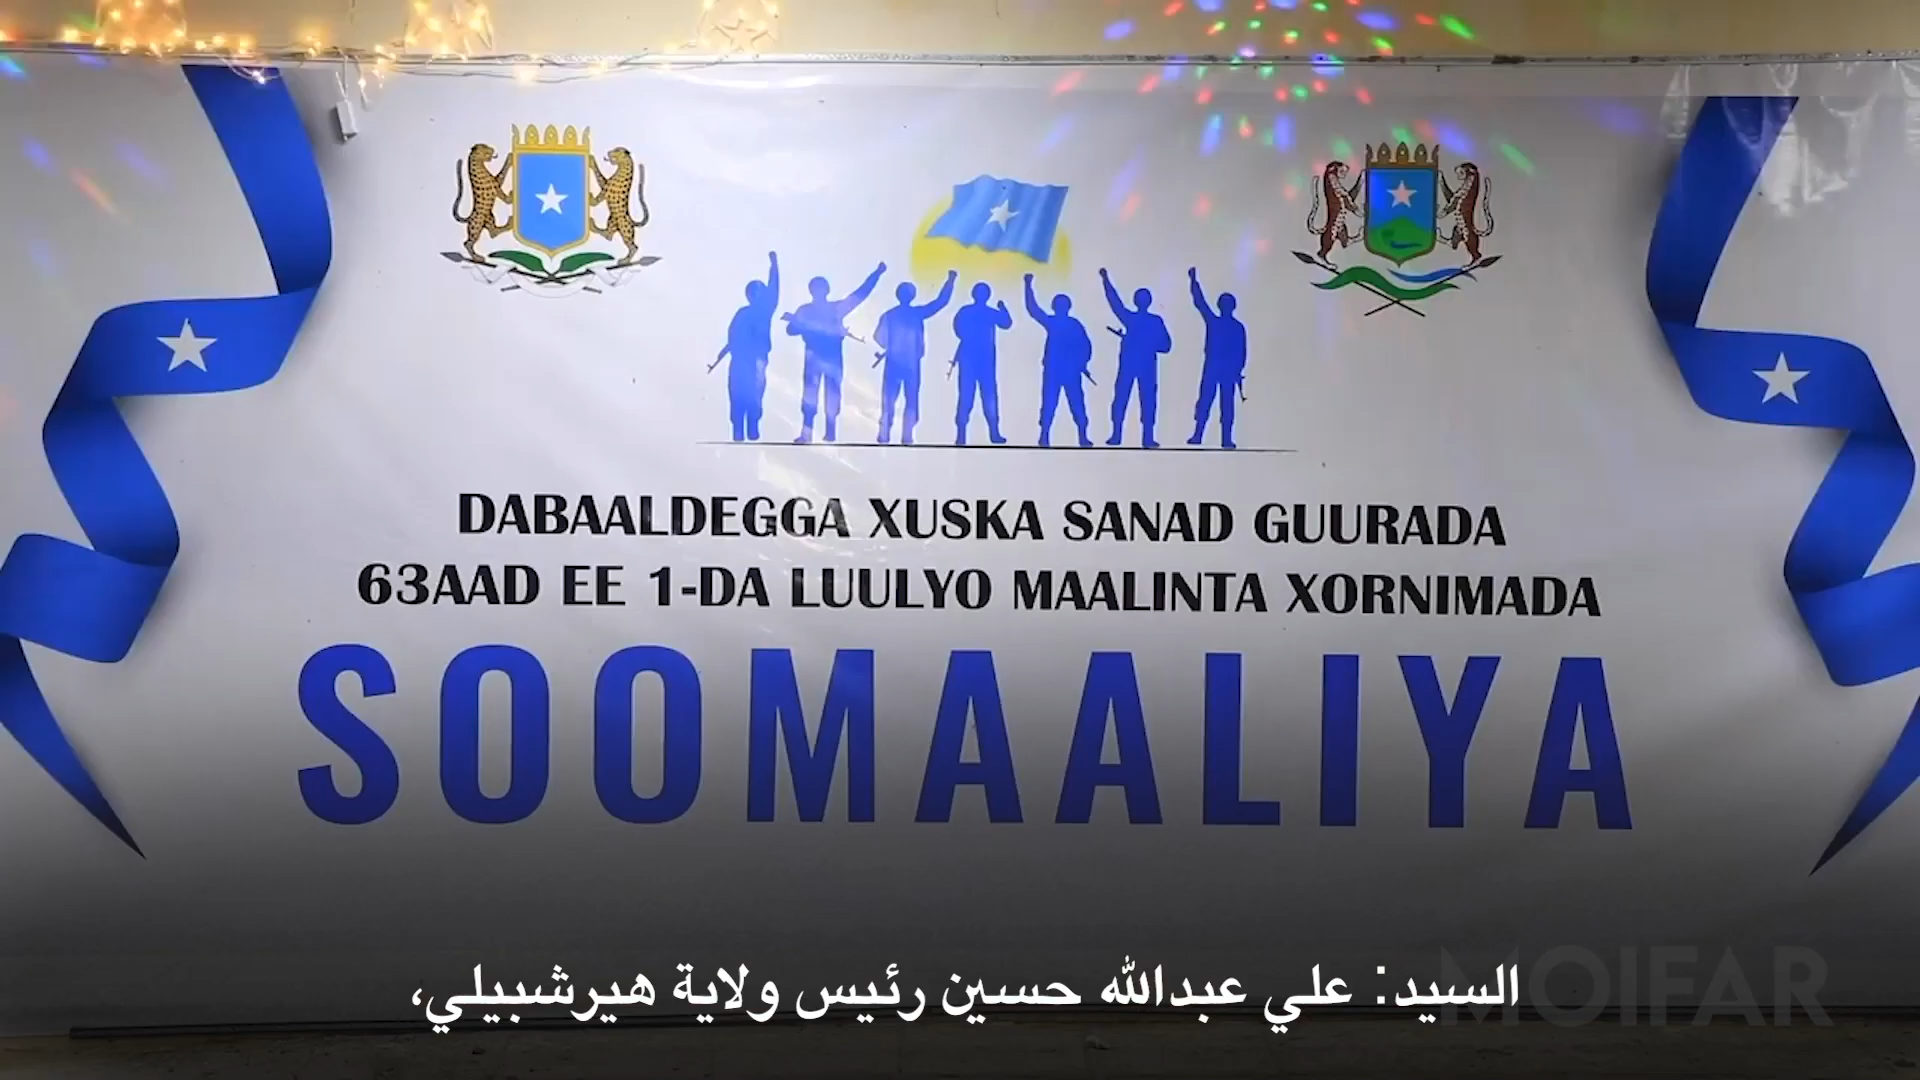 DABAALDEGGA XUSKA SANAD GUURADA
63AAD EE 1-DA LUULYO MAALINTA XORNIMADA
SOOMAALIYA
السيد: علي عبدالله حسين رئيس ولاية هيرشبيلي،
MOIFAR